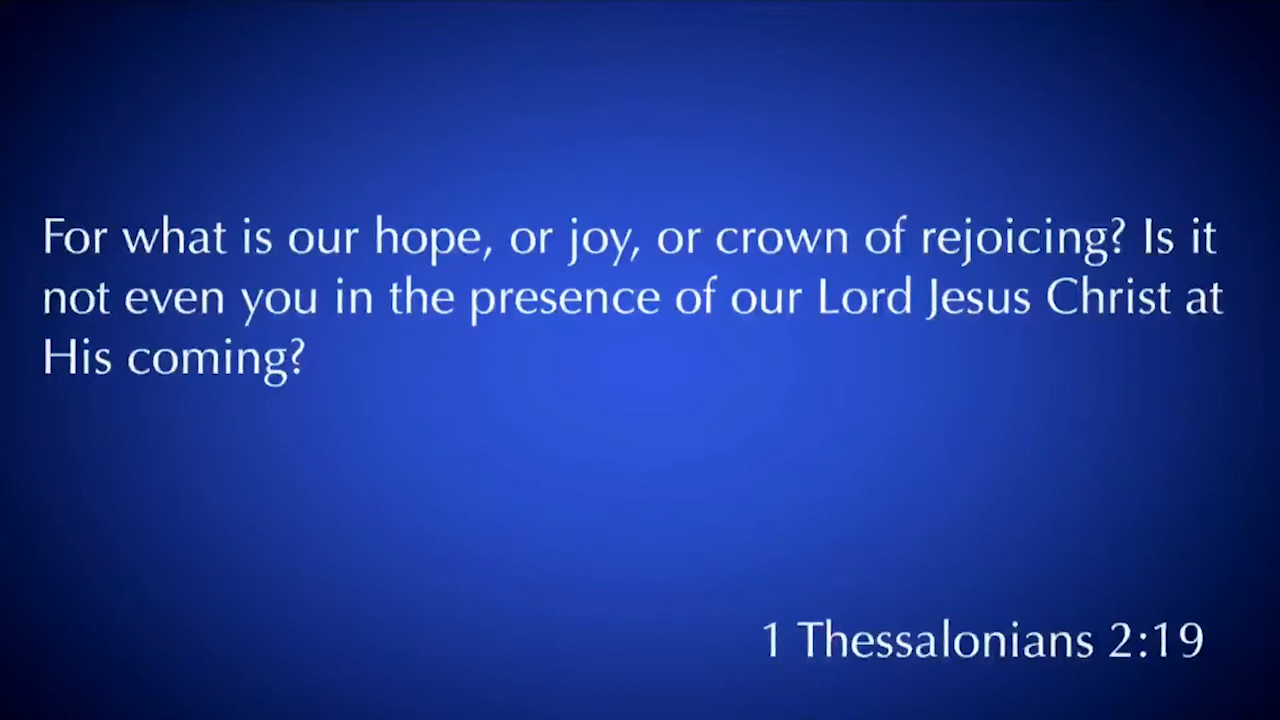 For what is our hope, or joy, or crown of rejoicing? Is it
not even you in the presence of our Lord Jesus Christ at
His coming?
1 Thessalonians 2:19